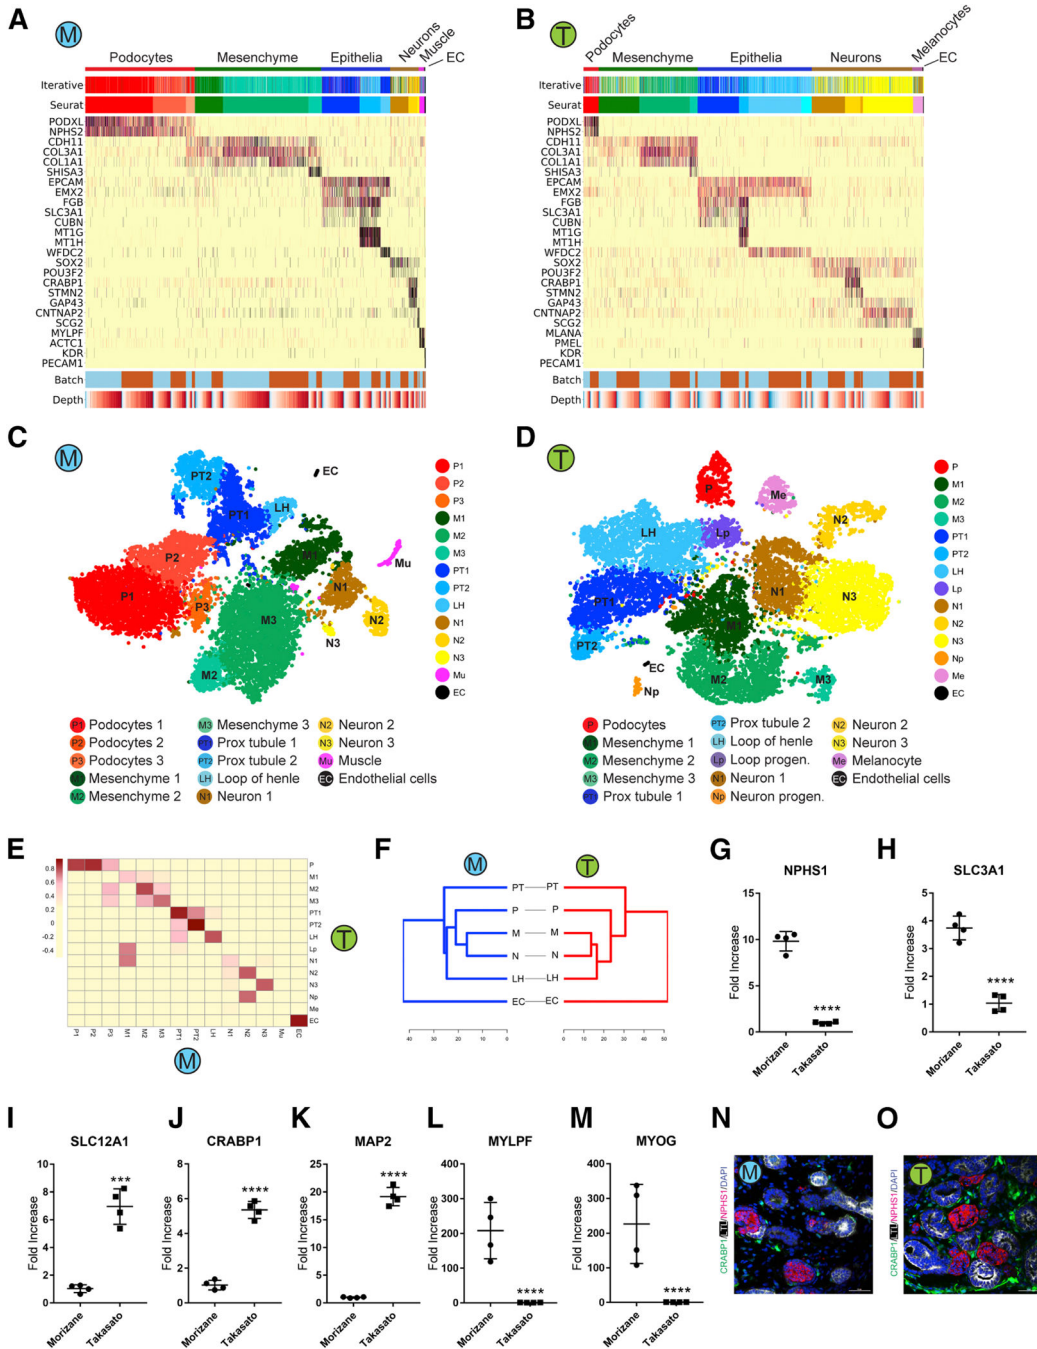 A
M
Podocytes
Mesenchyme
Epithelia
Neurons
Muscle
EC
Iterative
Seurat
PODXL
NPHS2
CDH11
COL3A1
COL1A1
SHISA3
EPCAM
EMX2
FGB
SLC3A1
CUBN
MT1G
MT1H
WFDC2
SOX2
POU3F2
CRABP1
STMN2
GAP43
CNTNAP2
SCG2
MYLPF
ACTC1
KDR
PECAM1
Batch
Depth
B
T
Podocytes
Mesenchyme
Epithelia
Neurons
Melanocytes
EC
Iterative
Seurat
PODXL
NPHS2
CDH11
COL3A1
COL1A1
SHISA3
EPCAM
EMX2
FGB
SLC3A1
CUBN
MT1G
MT1H
WFDC2
SOX2
POU3F2
CRABP1
STMN2
GAP43
CNTNAP2
SCG2
MLANA
PMEL
KDR
PECAM1
Batch
Depth
C
M
PT2
EC
PT1
LH
P2
M1
Mu
P1
P3
N1
M3
N2
N3
M2
P1
P2
P3
M1
M2
M3
PT1
PT2
LH
N1
N2
N3
Mu
EC
P1 Podocytes 1
P2 Podocytes 2
P3 Podocytes 3
M1 Mesenchyme 1
M2 Mesenchyme 2
M3 Mesenchyme 3
PT1 Prox tubule 1
PT2 Prox tubule 2
LH Loop of henle
N1 Neuron 1
N2 Neuron 2
N3 Neuron 3
Mu Muscle
EC Endothelial cells
D
T
P
Me
N2
LH
Lp
PT1
N1
N3
M1
PT2
EC
Np
M2
M3
P
M1
M2
M3
PT1
PT2
LH
Lp
N1
N2
N3
Np
Me
EC
P Podocytes
M1 Mesenchyme 1
M2 Mesenchyme 2
M3 Mesenchyme 3
PT1 Prox tubule 1
PT2 Prox tubule 2
LH Loop of henle
Lp Loop progen.
N1 Neuron 1
Np Neuron progen.
N2 Neuron 2
N3 Neuron 3
Me Melanocyte
EC Endothelial cells
E
0.8
0.6
0.4
0.2
0
-0.2
-0.4
P
M1
M2
M3
PT1
PT2
LH
Lp
N1
N2
N3
Np
Me
EC
T
P1 P2 P3 M1 M2 M3 PT1 PT2 LH N1 N2 N3 Mu EC
M
F
M
T
PT PT
P P
M M
N N
LH LH
EC EC
40 30 20 10 0
0 10 20 30 40 50
G
NPHS1
Fold Increase
15
10
5
0
****
Morizane
Takasato
H
SLC3A1
Fold Increase
5
4
3
2
1
0
****
Morizane
Takasato
I
SLC12A1
Fold Increase
10
8
6
4
2
0
***
Morizane
Takasato
J
CRABP1
Fold Increase
8
6
4
2
0
****
Morizane
Takasato
K
MAP2
Fold Increase
25
20
15
10
5
0
****
Morizane
Takasato
L
MYLPF
Fold Increase
400
300
200
100
0
****
Morizane
Takasato
M
MYOG
Fold Increase
400
300
200
100
0
****
Morizane
Takasato
N
M
CRABP1/LTL/NPHS1/DAPI
O
T
CRABP1/LTL/NPHS1/DAPI